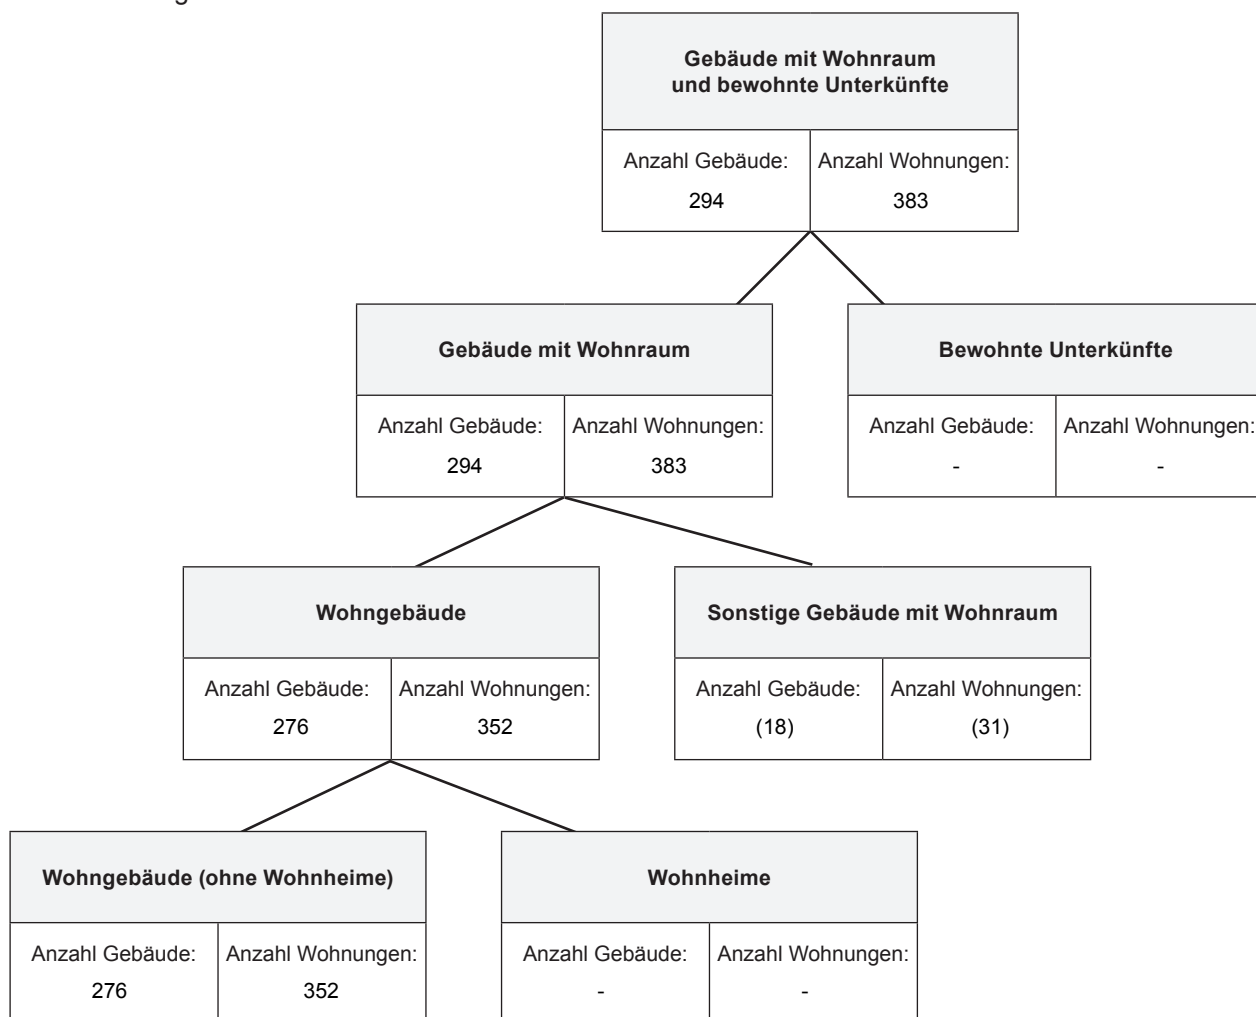 Gebäude mit Wohnraum
und bewohnte Unterkünfte
Anzahl Gebäude: Anzahl Wohnungen:
294 383
Gebäude mit Wohnraum
Anzahl Gebäude: Anzahl Wohnungen:
294 383
Bewohnte Unterkünfte
Anzahl Gebäude: Anzahl Wohnungen:
- -
Wohngebäude
Anzahl Gebäude: Anzahl Wohnungen:
276 352
Sonstige Gebäude mit Wohnraum
Anzahl Gebäude: Anzahl Wohnungen:
(18) (31)
Wohngebäude (ohne Wohnheime)
Anzahl Gebäude: Anzahl Wohnungen:
276 352
Wohnheime
Anzahl Gebäude: Anzahl Wohnungen:
- -